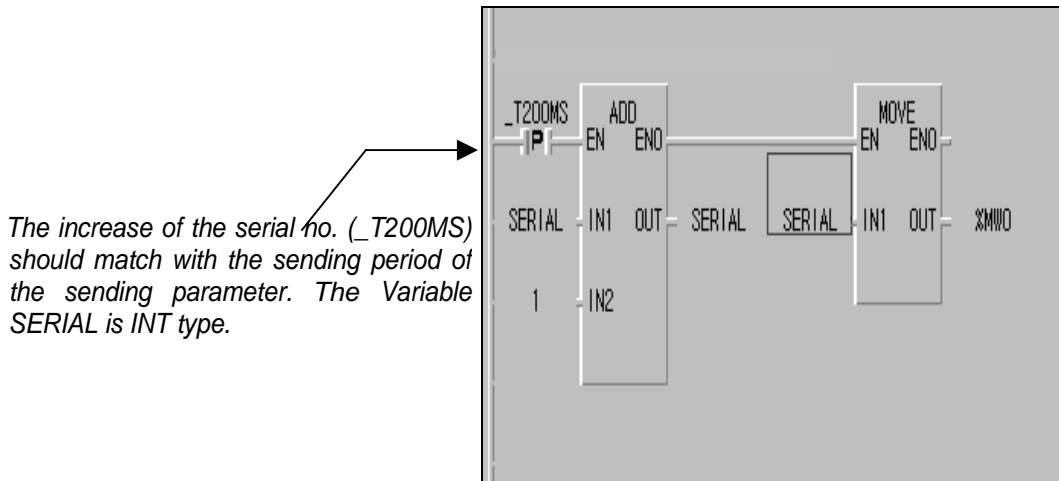 The increase of the serial no. (_T200MS)
should match with the sending period of
the sending parameter. The Variable
SERIAL is INT type.
_T200MS ADD MOVE
P EN ENO EN ENO
SERIAL IN1 OUT SERIAL SERIAL IN1 OUT %MW0
1 IN2